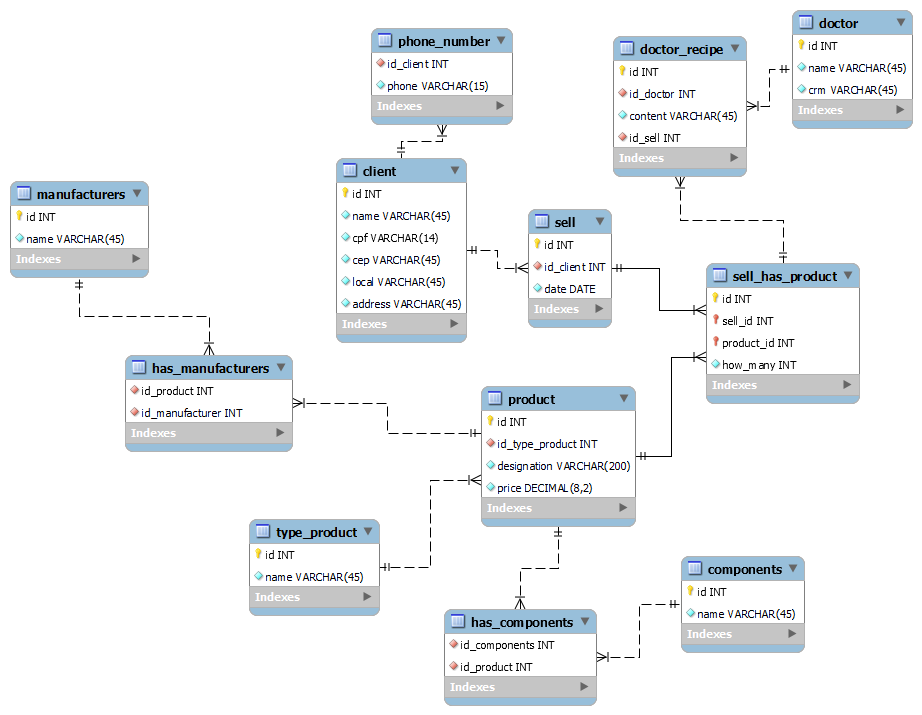 phone_number
id_client INT
phone VARCHAR(15)
Indexes
doctor_recipe
id INT
id_doctor INT
content VARCHAR(45)
id_sell INT
Indexes
doctor
id INT
name VARCHAR(45)
crm VARCHAR(45)
Indexes
manufacturers
id INT
name VARCHAR(45)
Indexes
client
id INT
name VARCHAR(45)
cpf VARCHAR(14)
cep VARCHAR(45)
local VARCHAR(45)
address VARCHAR(45)
Indexes
sell
id INT
id_client INT
date DATE
Indexes
sell_has_product
id INT
sell_id INT
product_id INT
how_many INT
Indexes
has_manufacturers
id_product INT
id_manufacturer INT
Indexes
product
id INT
id_type_product INT
designation VARCHAR(200)
price DECIMAL(8,2)
Indexes
type_product
id INT
name VARCHAR(45)
Indexes
has_components
id_components INT
id_product INT
Indexes
components
id INT
name VARCHAR(45)
Indexes